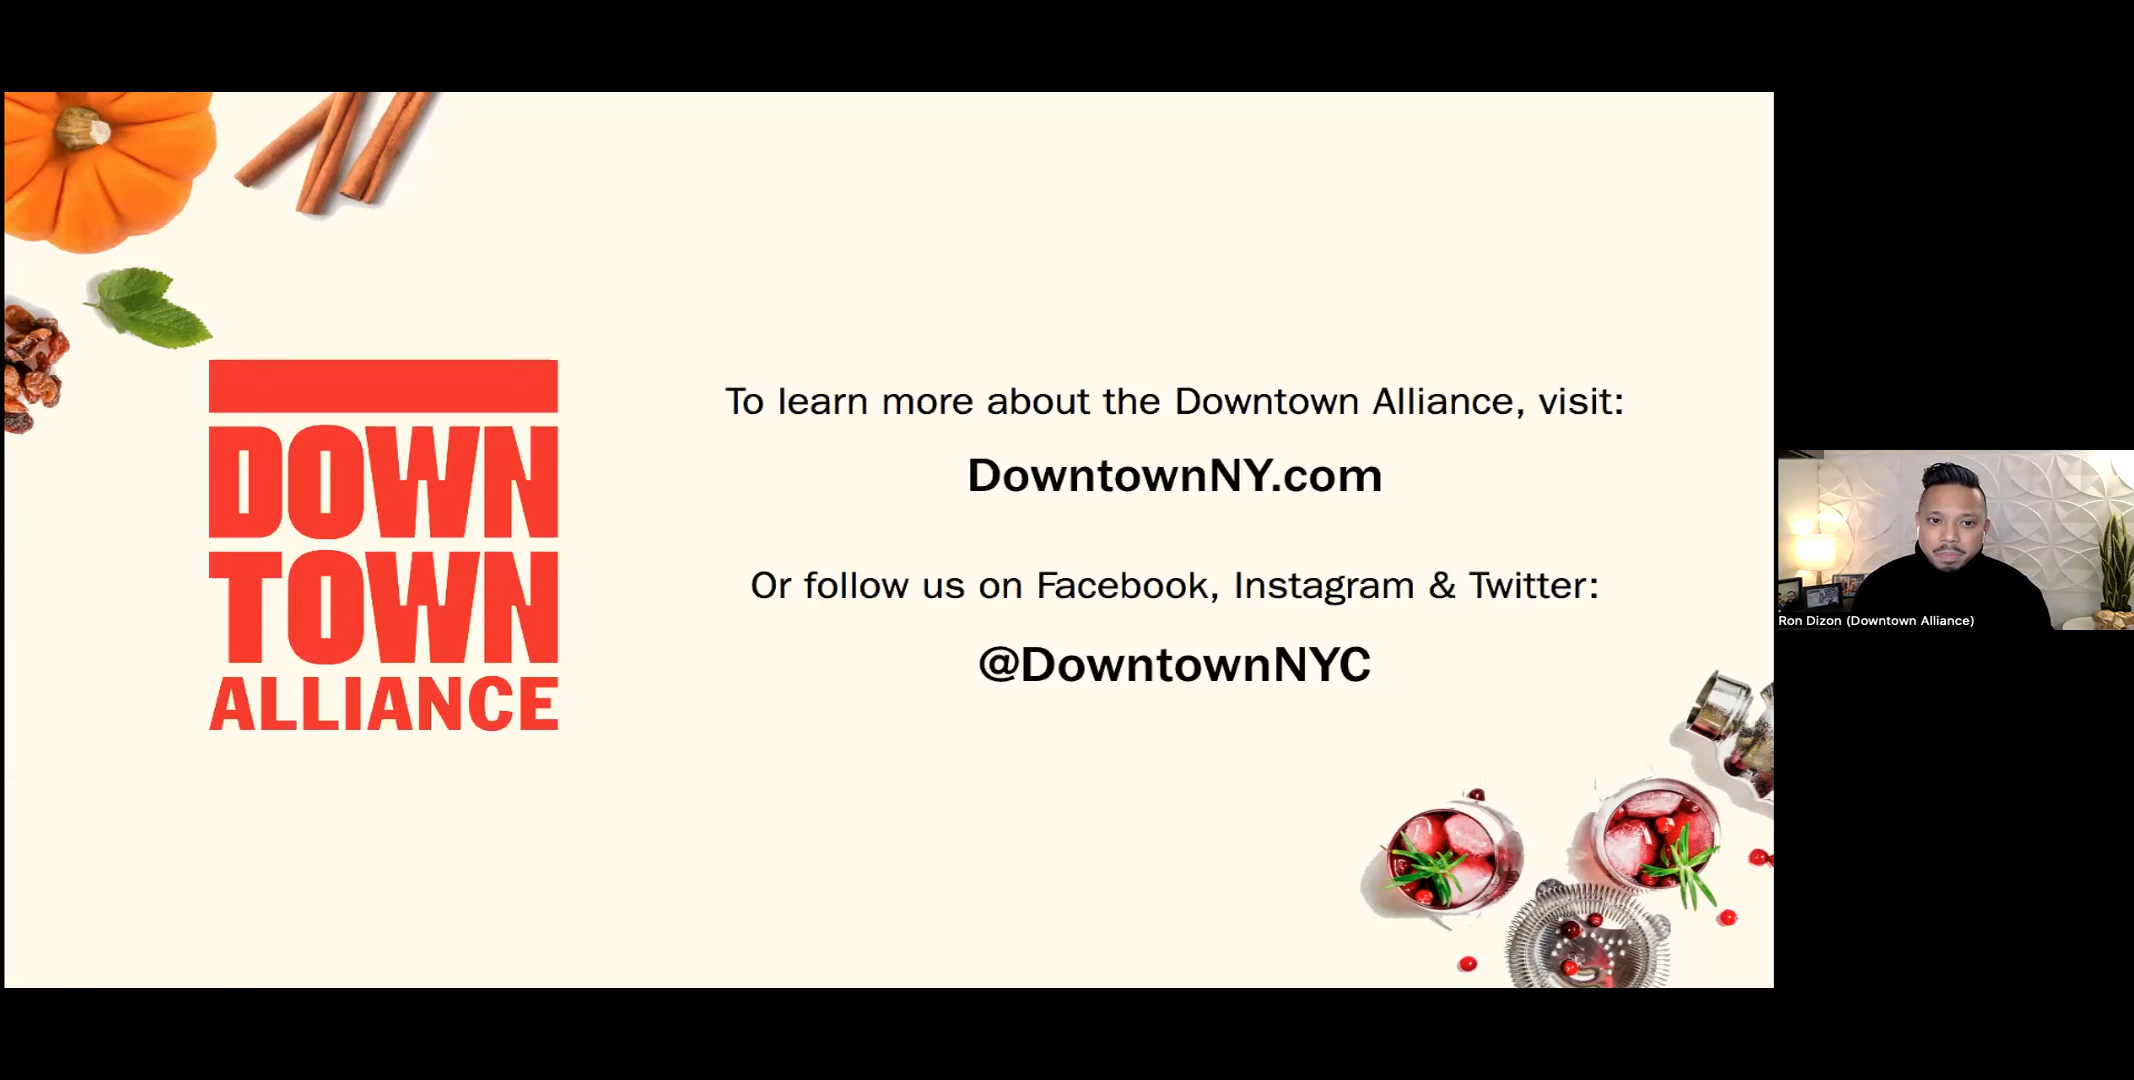 DOWN
TOWN
ALLIANCE
To learn more about the Downtown Alliance, visit:
DowntownNY.com
Or follow us on Facebook, Instagram & Twitter:
@DowntownNYC
Ron Dizon (Downtown Alliance)